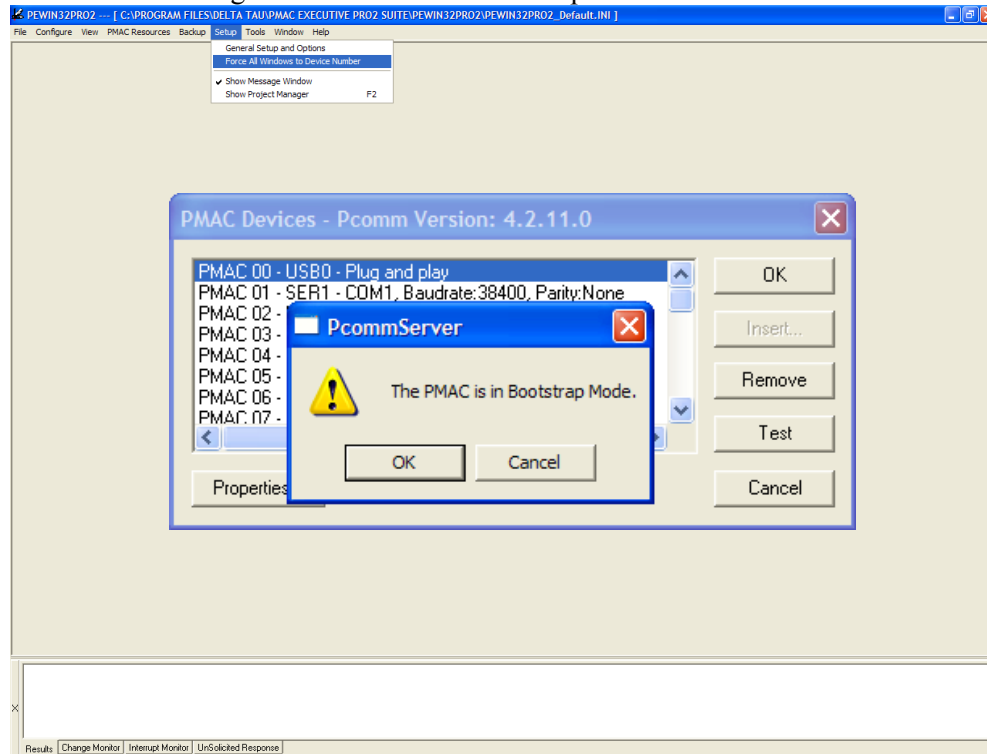 PEWIN32PRO2 --- [ C:\PROGRAM FILES\DELTA TAU\PMAC EXECUTIVE PRO2 SUITE\PEWIN32PRO2\PEWIN32PRO2_Default.INI ]
File Configure View PMAC Resources Backup Setup Tools Window Help
General Setup and Options
Force All Windows to Device Number
Show Message Window
Show Project Manager F2
PMAC Devices - Pcomm Version: 4.2.11.0
PMAC 00 - USB0 - Plug and play
PMAC 01 - SER1 - COM1, Baudrate:38400, Parity:None
PMAC 02 -
PMAC 03 -
PMAC 04 -
PMAC 05 -
PMAC 06 -
PMAC 07 -
OK
Insert...
Remove
Test
Properties
Cancel
PcommServer
The PMAC is in Bootstrap Mode.
OK Cancel
Results Change Monitor Interrupt Monitor UnSolicited Response